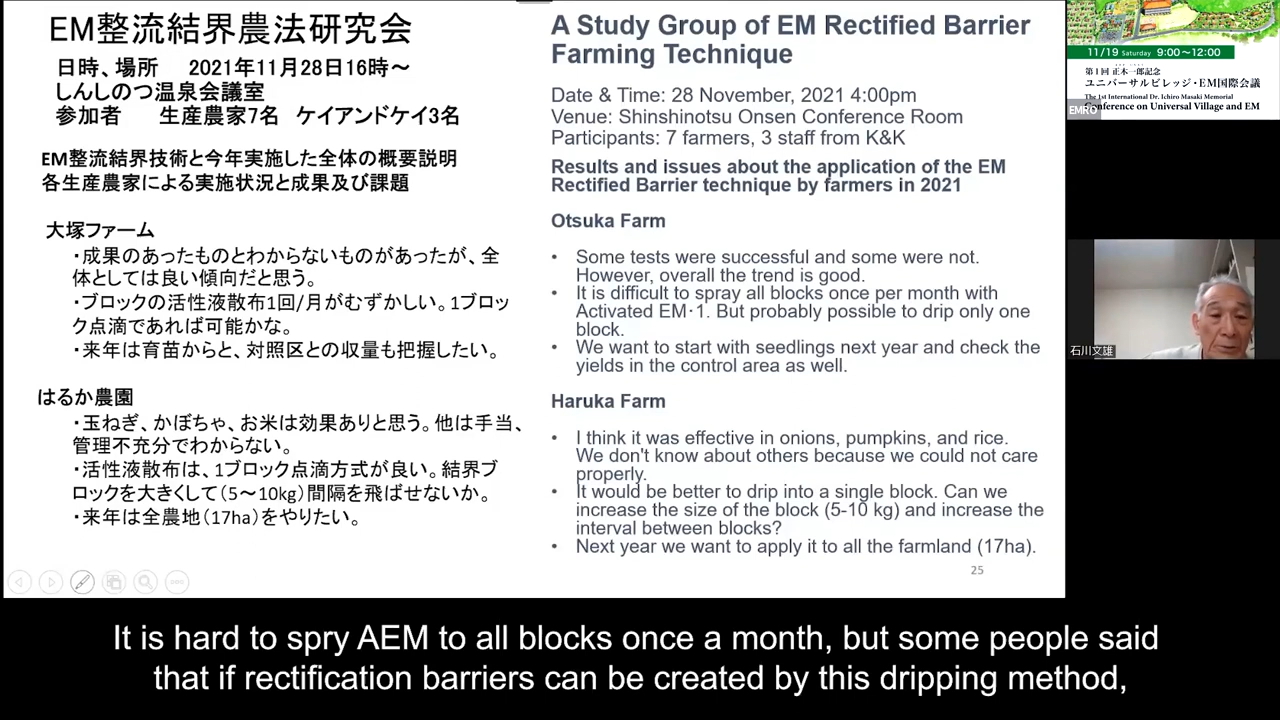 EM整流結界農法研究会
日時、場所 2021年11月28日16時～
しんしのつ温泉会議室
参加者 生産農家7名 ケイアンドケイ3名
EM整流結界技術と今年実施した全体の概要説明
各生産農家による実施状況と成果及び課題
大塚ファーム
・成果のあったものとわからないものがあったが、全
体としては良い傾向だと思う。
・ブロックの活性液散布1回/月がむずかしい。1ブロッ
ク点滴であれば可能かな。
・来年は育苗からと、対照区との収量も把握したい。
はるか農園
・玉ねぎ、かぼちゃ、お米は効果ありと思う。他は手当、
管理不充分でわからない。
・活性液散布は、1ブロック点滴方式が良い。結界ブ
ロックを大きくして（5～10kg）間隔を飛ばせないか。
・来年は全農地（17ha）をやりたい。
A Study Group of EM Rectified Barrier
Farming Technique
Date & Time: 28 November, 2021 4:00pm
Venue: Shinshinotsu Onsen Conference Room
Participants: 7 farmers, 3 staff from K&K
Results and issues about the application of the EM
Rectified Barrier technique by farmers in 2021
Otsuka Farm
• Some tests were successful and some were not.
However, overall the trend is good.
• It is difficult to spray all blocks once per month with
Activated EM･1. But probably possible to drip only one
block.
• We want to start with seedlings next year and check the
yields in the control area as well.
Haruka Farm
• I think it was effective in onions, pumpkins, and rice.
We don't know about others because we could not care
properly.
• It would be better to drip into a single block. Can we
increase the size of the block (5-10 kg) and increase the
interval between blocks?
• Next year we want to apply it to all the farmland (17ha).
25
11/19 Saturday 9:00～12:00
第1回 正木一郎記念
ユニバーサルビレッジ・EM国際会議
The 1st International Dr. Ichiro Masaki Memorial
Conference on Universal Village and EM
EMRO
石川文雄
It is hard to spry AEM to all blocks once a month, but some people said
that if rectification barriers can be created by this dripping method,